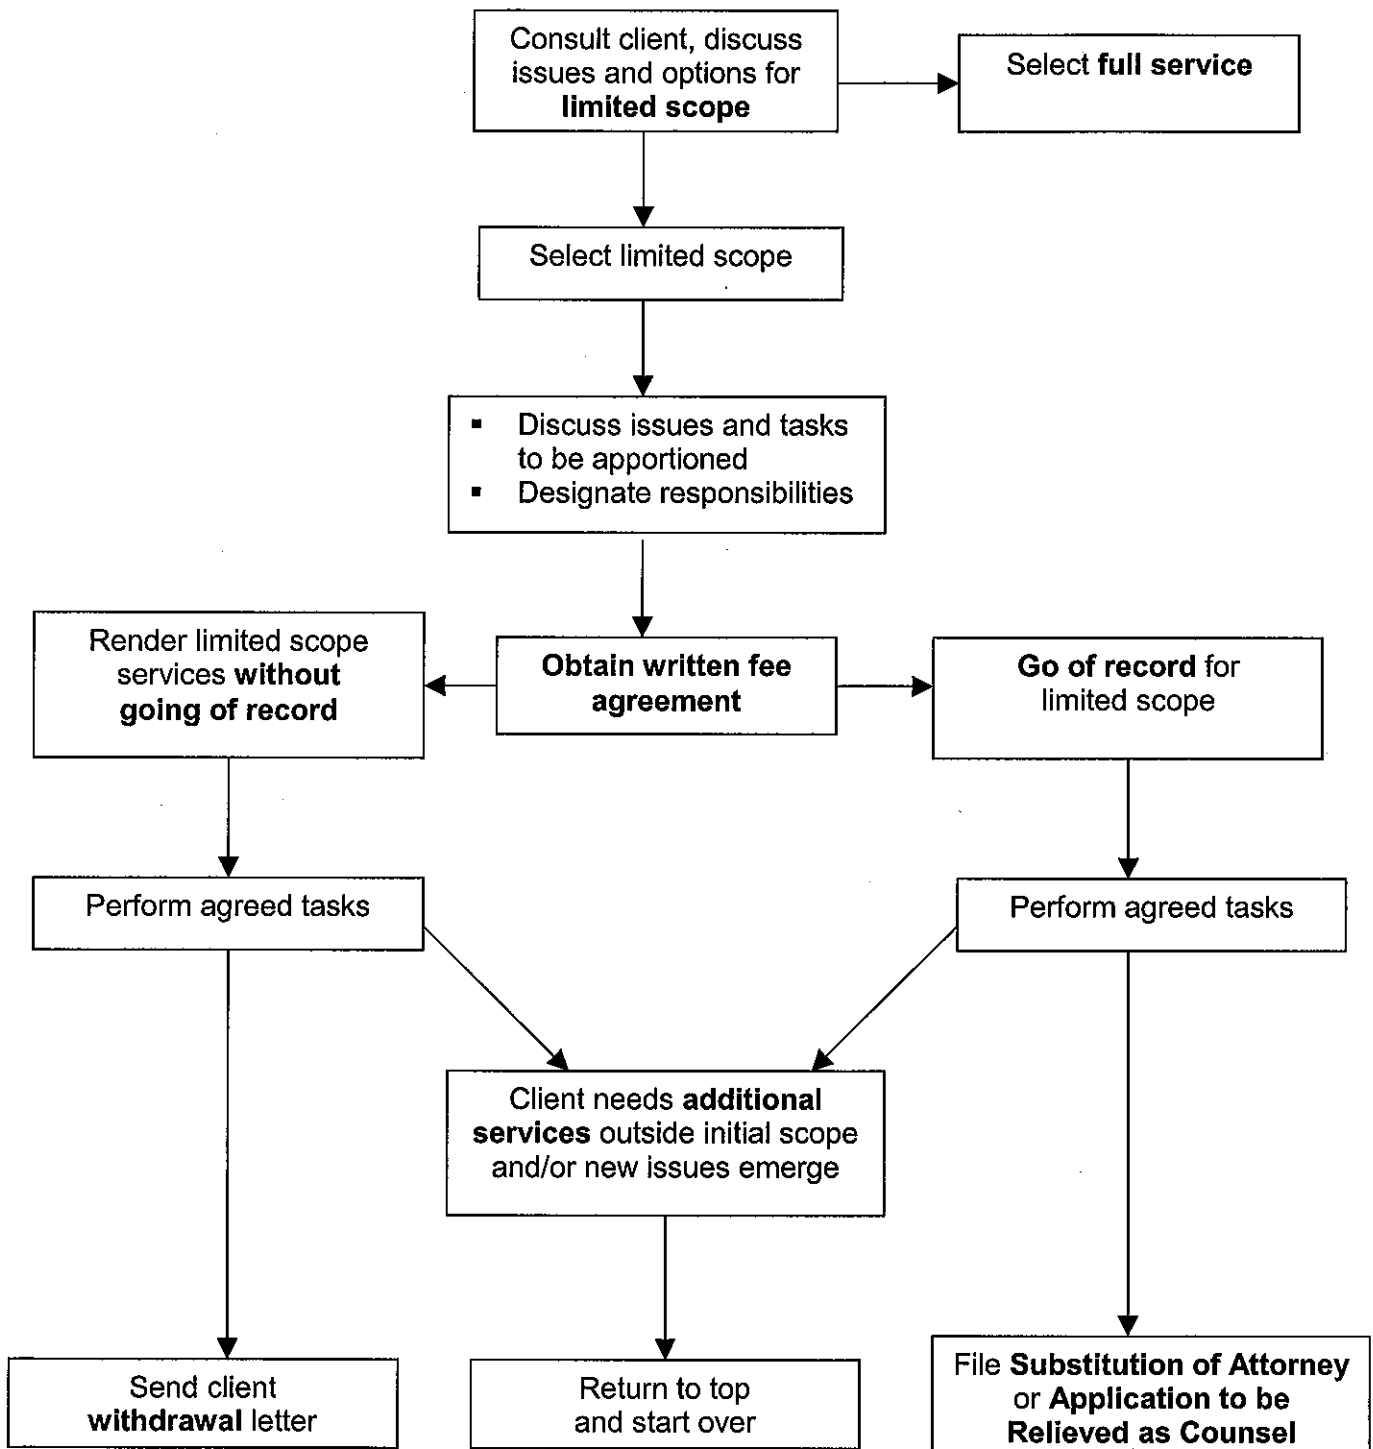 Consult client, discuss
issues and options for
limited scope
Select full service
Select limited scope
▪ Discuss issues and tasks
to be apportioned
▪ Designate responsibilities
Render limited scope
services without
going of record
Obtain written fee
agreement
Go of record for
limited scope
Perform agreed tasks
Perform agreed tasks
Client needs additional
services outside initial scope
and/or new issues emerge
Send client
withdrawal letter
Return to top
and start over
File Substitution of Attorney
or Application to be
Relieved as Counsel